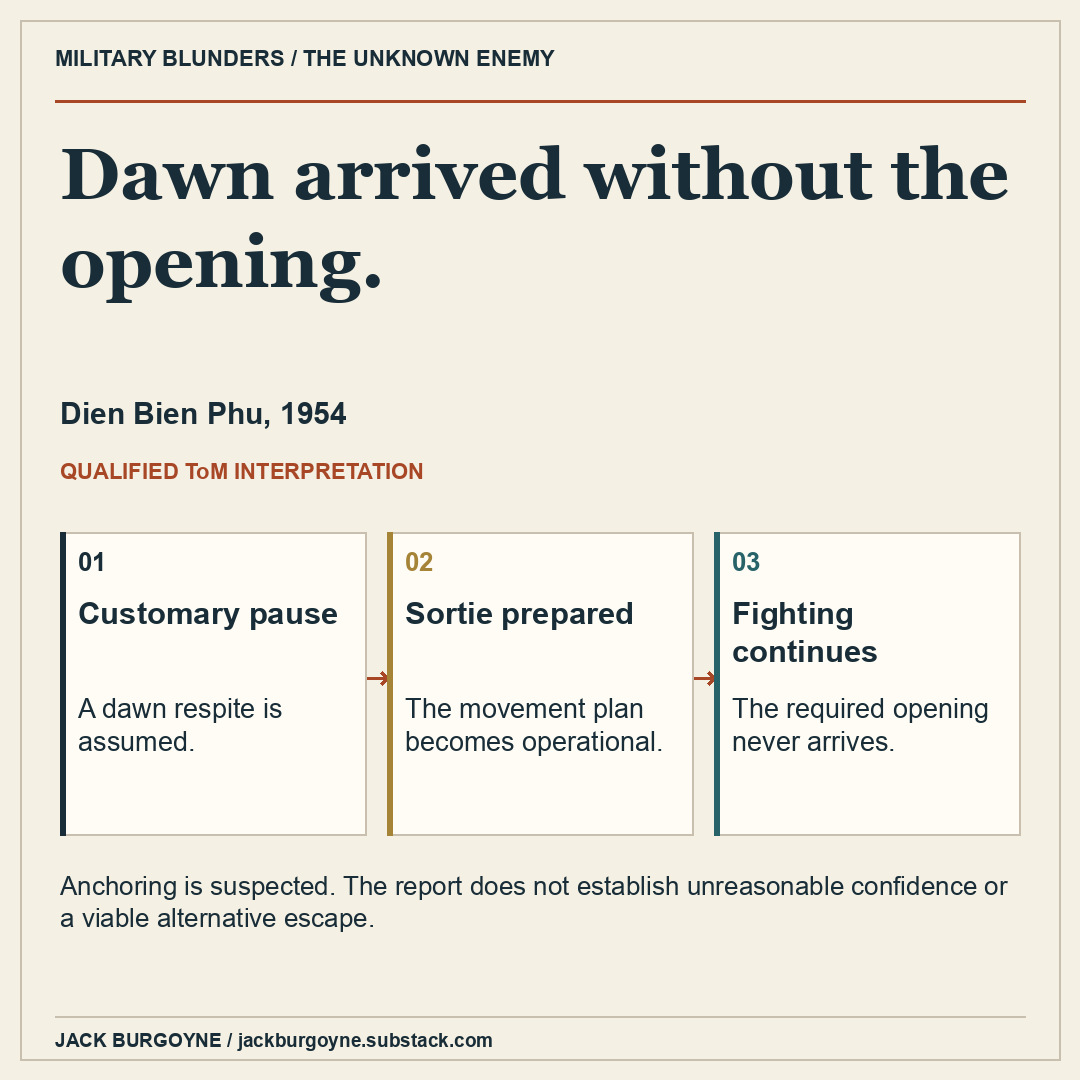 MILITARY BLUNDERS / THE UNKNOWN ENEMY
Dawn arrived without the
opening.
Dien Bien Phu, 1954
QUALIFIED ToM INTERPRETATION
01
Customary pause
A dawn respite is
assumed.
02
Sortie prepared
The movement plan
becomes operational.
03
Fighting
continues
The required opening
never arrives.
Anchoring is suspected. The report does not establish unreasonable confidence or
a viable alternative escape.
JACK BURGOYNE / jackburgoyne.substack.com